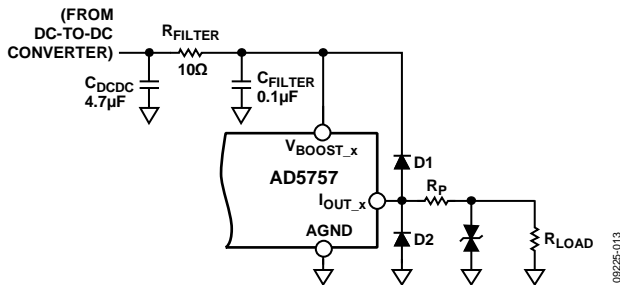 (FROM
DC-TO-DC
CONVERTER)
RFILTER
10Ω
CDCDC
4.7µF
CFILTER
0.1µF
VBOOST_x
AD5757
IOUT_x
AGND
D1
RP
D2
RLOAD
09225-013